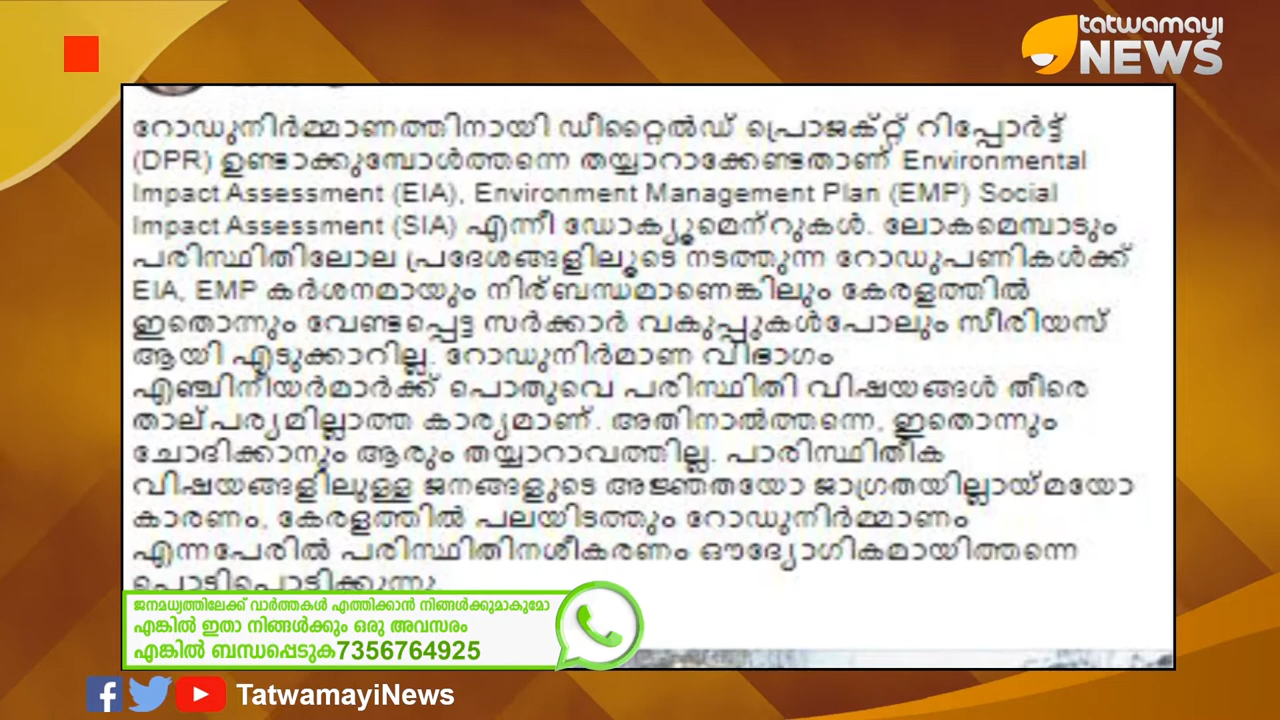 tatwamayi
NEWS
റോഡുനിർമ്മാണത്തിനായി ഡീറ്റൈൽഡ് പ്രൊജക്റ്റ് റിപ്പോർട്ട്
(DPR) ഉണ്ടാക്കുമ്പോൾത്തന്നെ തയ്യാറാക്കേണ്ടതാണ് Environmental
Impact Assessment (EIA), Environment Management Plan (EMP) Social
Impact Assessment (SIA) എന്നീ ഡോക്യൂമെന്റുകൾ. ലോകമെമ്പാടും
പരിസ്ഥിതിലോല പ്രദേശങ്ങളിലൂടെ നടത്തുന്ന റോഡുപണികൾക്ക്
EIA, EMP കർശനമായും നിര്ബന്ധമാണെങ്കിലും കേരളത്തിൽ
ഇതൊന്നും വേണ്ടപ്പെട്ട സർക്കാർ വകുപ്പുകൾപോലും സീരിയസ്
ആയി എടുക്കാറില്ല. റോഡുനിർമാണ വിഭാഗം
എഞ്ചിനീയർമാർക്ക് പൊതുവെ പരിസ്ഥിതി വിഷയങ്ങൾ തീരെ
താല്പര്യമില്ലാത്ത കാര്യമാണ്. അതിനാൽത്തന്നെ, ഇതൊന്നും
ചോദിക്കാനും ആരും തയ്യാറാവത്തില്ല. പാരിസ്ഥിതിക
വിഷയങ്ങളിലുള്ള ജനങ്ങളുടെ അജ്ഞതയോ ജാഗ്രതയില്ലായ്മയോ
കാരണം, കേരളത്തിൽ പലയിടത്തും റോഡുനിർമ്മാണം
എന്നപേരിൽ പരിസ്ഥിതിനശീകരണം ഔദ്യോഗികമായിത്തന്നെ
പൊടിപൊടിക്കുന്നു.
ജനമധ്യത്തിലേക്ക് വാർത്തകൾ എത്തിക്കാൻ നിങ്ങൾക്കുമാകുമോ
എങ്കിൽ ഇതാ നിങ്ങൾക്കും ഒരു അവസരം
എങ്കിൽ ബന്ധപ്പെടുക7356764925
TatwamayiNews